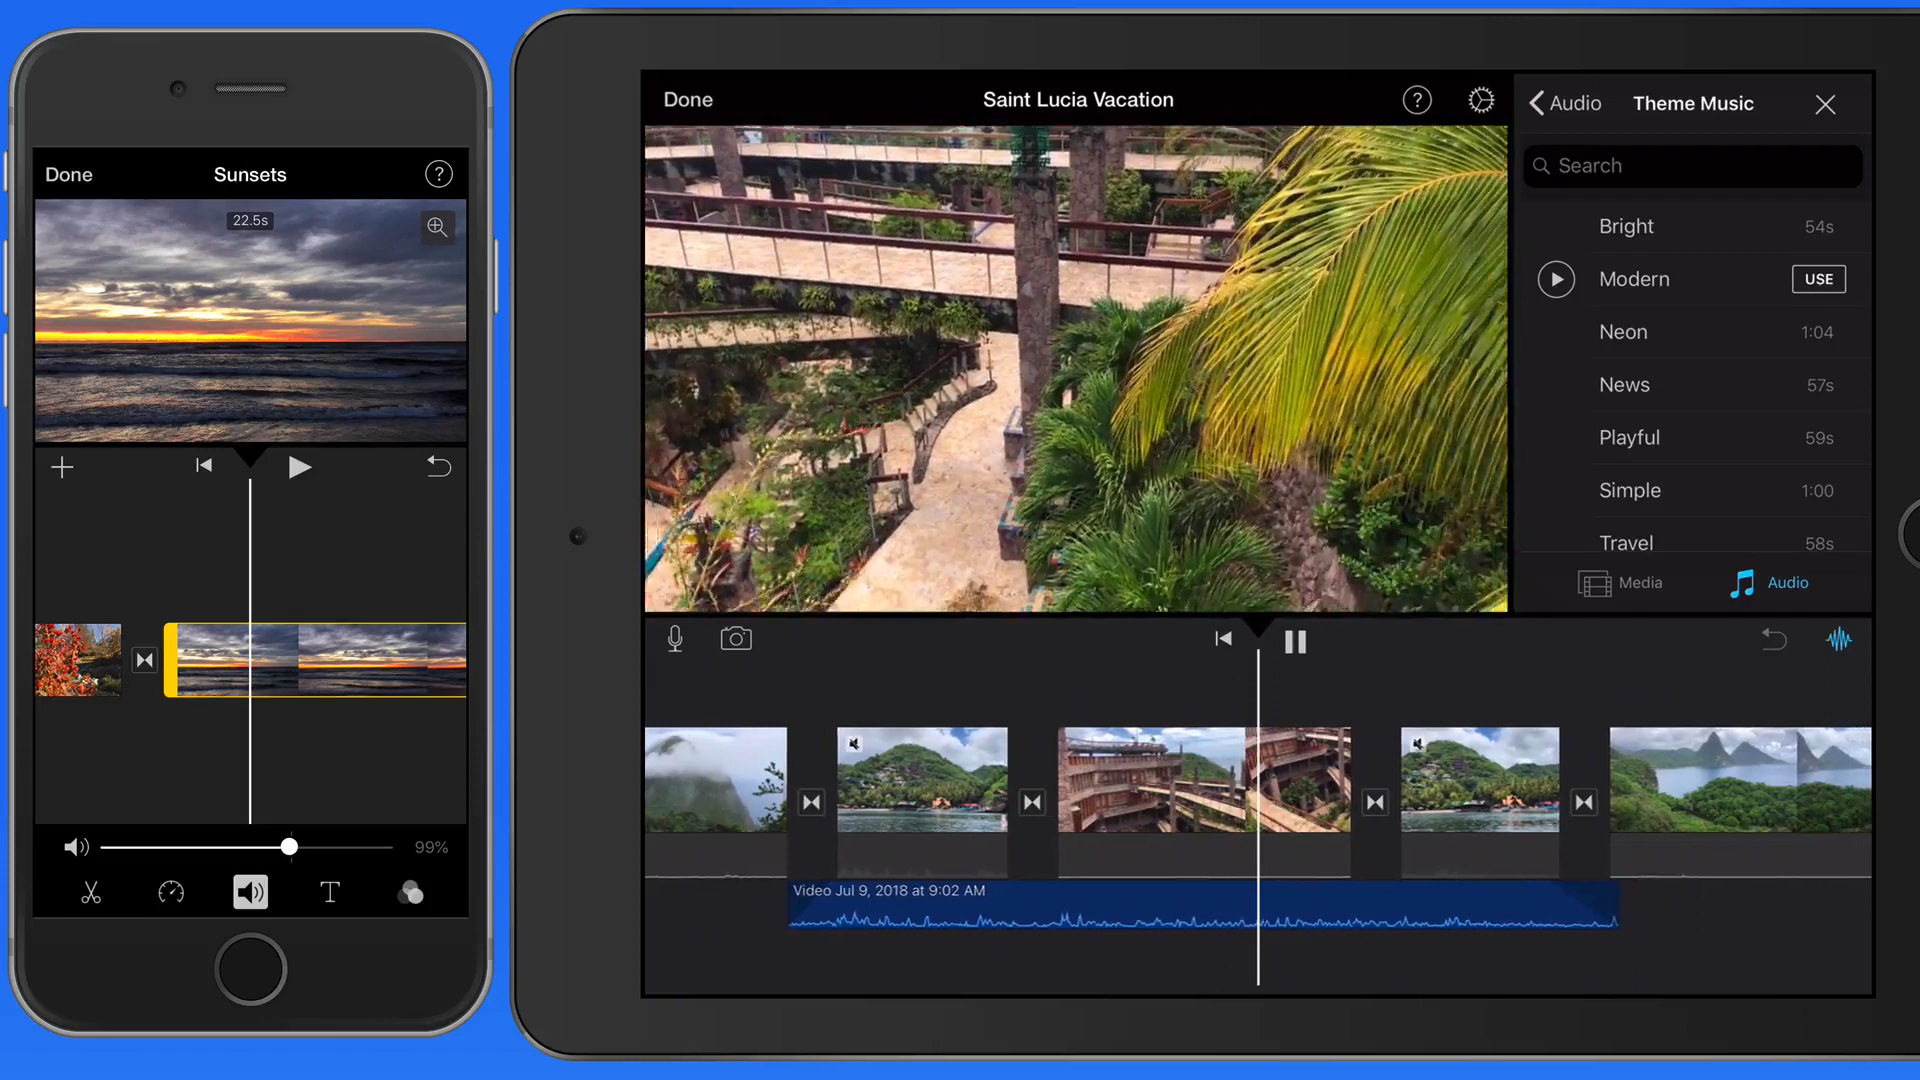 Done
Sunsets
?
22.5s
99%
T
Done
Saint Lucia Vacation
?
Audio
Theme Music
Search
Bright
54s
Modern
USE
Neon
1:04
News
57s
Playful
59s
Simple
1:00
Travel
58s
Media
Audio
Video Jul 9, 2018 at 9:02 AM